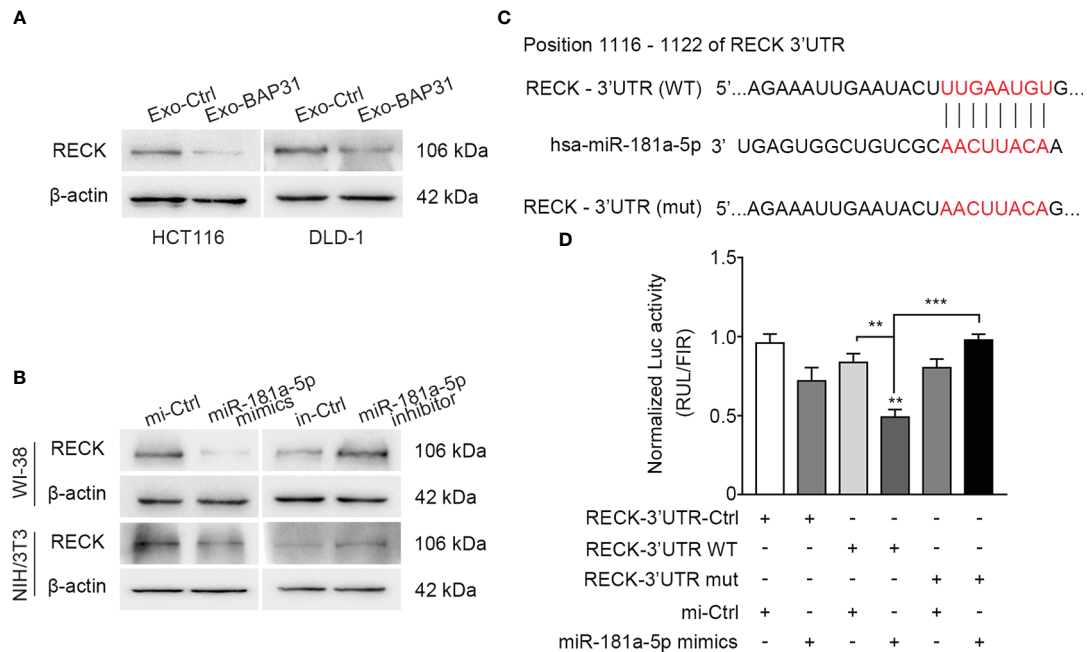 A
Exo-Ctrl Exo-BAP31 Exo-Ctrl Exo-BAP31
RECK 106 kDa
β-actin 42 kDa
HCT116 DLD-1
B
mi-Ctrl miR-181a-5p mimics in-Ctrl miR-181a-5p inhibitor
WI-38
RECK 106 kDa
β-actin 42 kDa
NIH/3T3
RECK 106 kDa
β-actin 42 kDa
C
Position 1116 - 1122 of RECK 3’UTR
RECK - 3’UTR (WT) 5’...AGAAAUUGAAUACUUUGAAUGUG...
hsa-miR-181a-5p 3’ UGAGUGGCUGUCGCAACUUACAA
RECK - 3’UTR (mut) 5’...AGAAAUUGAAUACUAACUUACAG...
D
Normalized Luc activity
(RUL/FIR)
1.5
1.0
0.5
0
**
***
**
RECK-3’UTR-Ctrl + + - - - -
RECK-3’UTR WT - - + + - -
RECK-3’UTR mut - - - - + +
mi-Ctrl + - + - + -
miR-181a-5p mimics - + - + - +